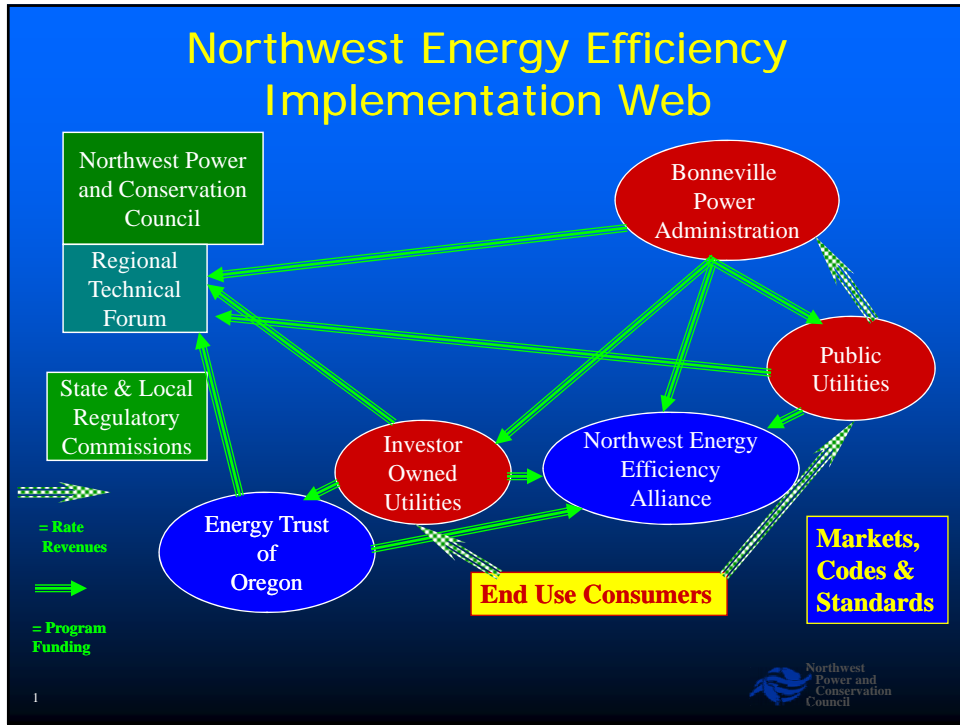 Northwest Energy Efficiency
Implementation Web
Northwest Power
and Conservation
Council
Regional
Technical
Forum
State & Local
Regulatory
Commissions
Bonneville
Power
Administration
Public
Utilities
Investor
Owned
Utilities
Northwest Energy
Efficiency
Alliance
Energy Trust
of
Oregon
End Use Consumers
Markets,
Codes &
Standards
= Rate
Revenues
= Program
Funding
1
Northwest
Power and
Conservation
Council